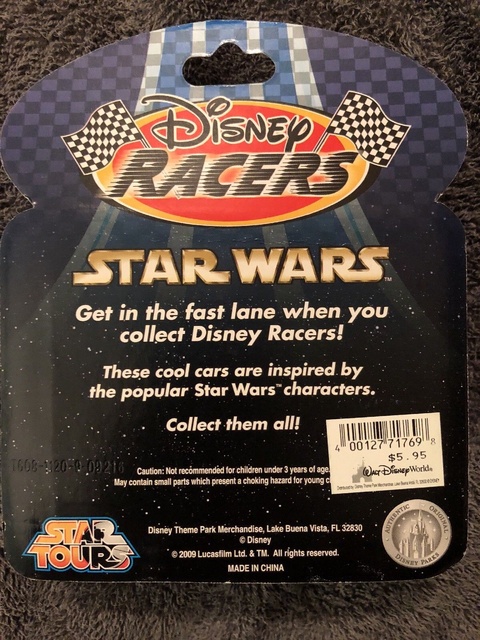 Disney
RACERS
STAR WARS™
Get in the fast lane when you
collect Disney Racers!
These cool cars are inspired by
the popular Star Wars™ characters.
Collect them all!
4 00127 71769 8
$5.95
Walt Disney World®
Caution: Not recommended for children under 3 years of age.
May contain small parts which present a choking hazard for young
STAR
TOURS
Disney Theme Park Merchandise, Lake Buena Vista, FL 32830
© Disney
© 2009 Lucasfilm Ltd. & TM. All rights reserved.
MADE IN CHINA
AUTHENTIC ORIGINAL
DISNEY PARKS